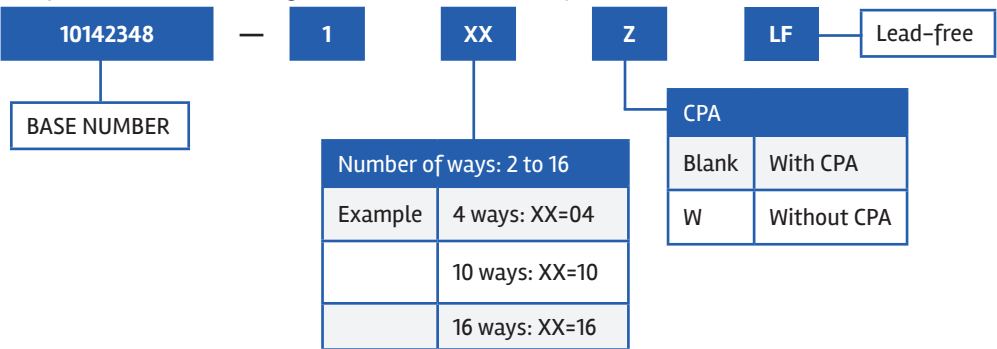 10142348 — 1 XX Z LF Lead-free
BASE NUMBER
CPA
Blank With CPA
W Without CPA
Number of ways: 2 to 16
Example 4 ways: XX=04
10 ways: XX=10
16 ways: XX=16